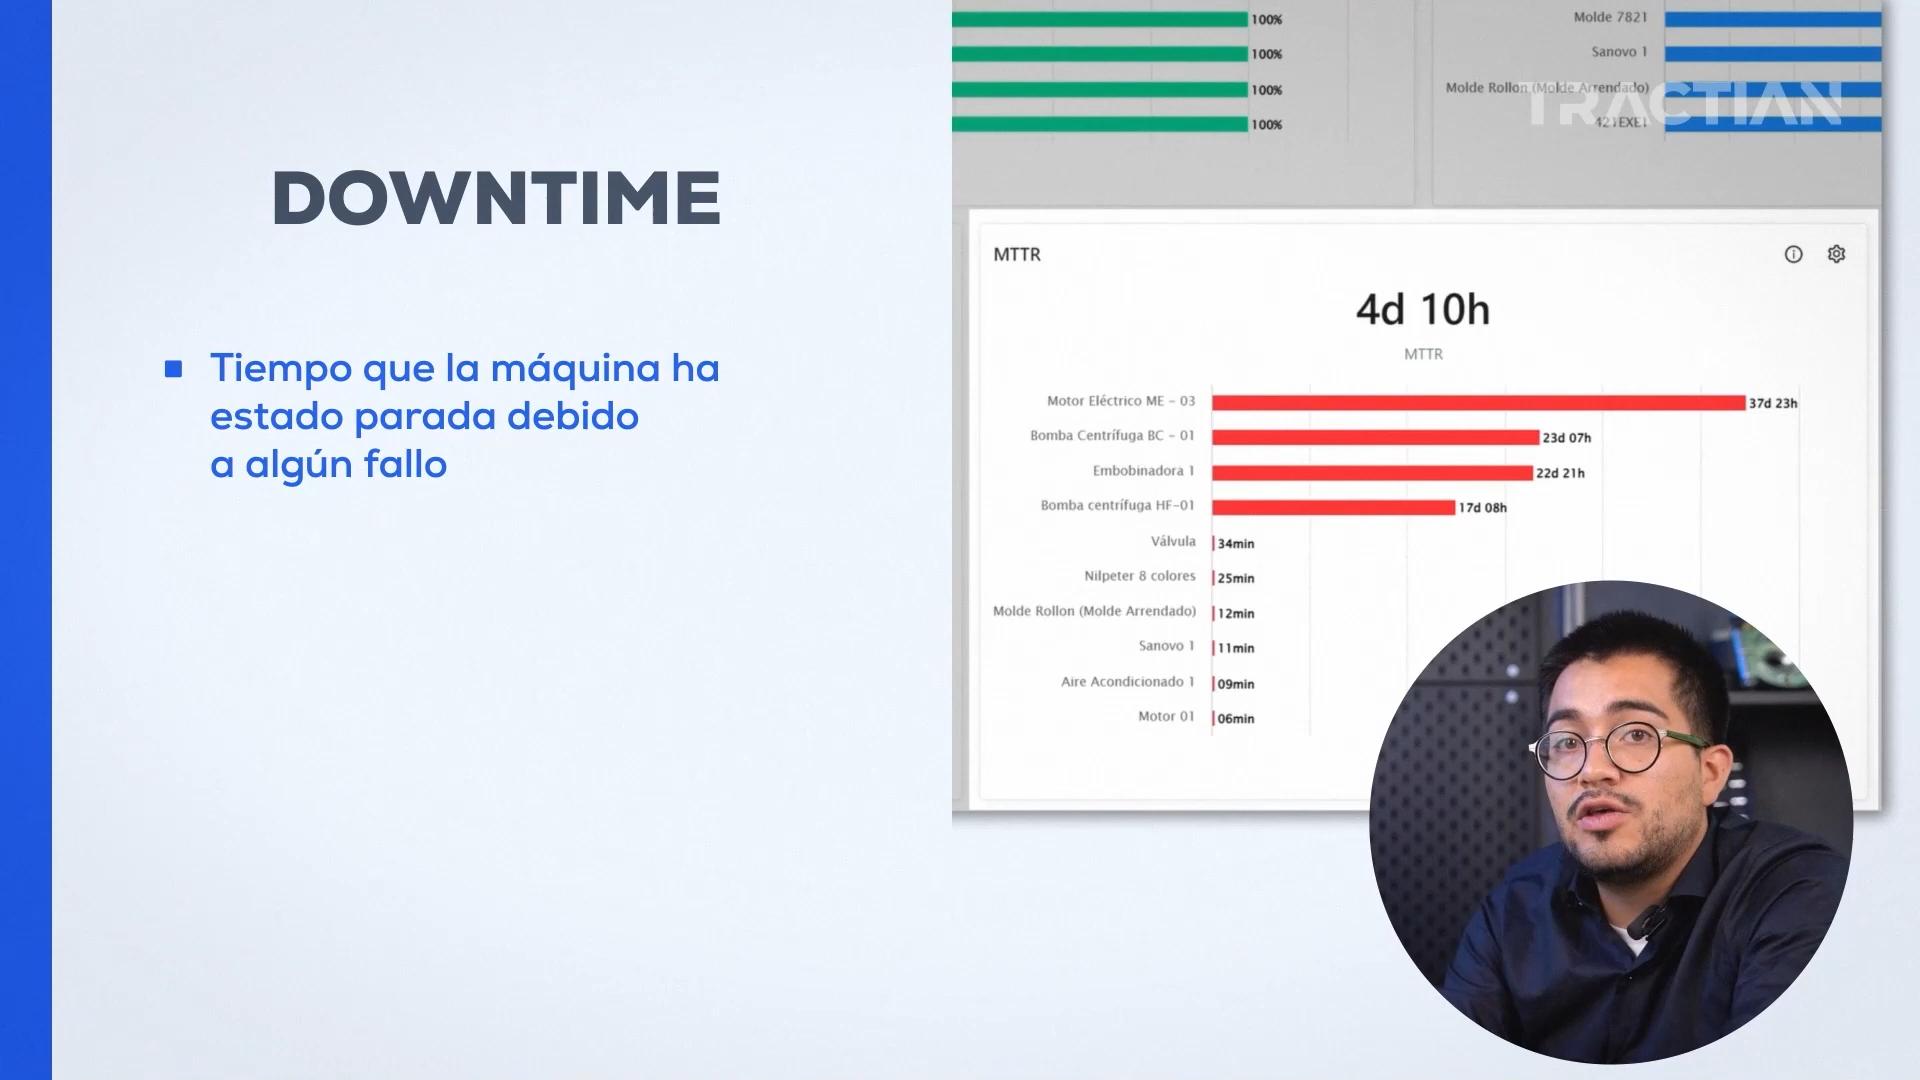 DOWNTIME
Tiempo que la máquina ha
estado parada debido
a algún fallo
100%
100%
100%
100%
Molde 7821
Sanovo 1
Molde Rollon (Molde Arrendado)
TRACTIAN
MTTR
4d 10h
MTTR
Motor Eléctrico ME - 03 37d 23h
Bomba Centrífuga BC - 01 23d 07h
Embobinadora 1 22d 21h
Bomba centrífuga HF-01 17d 08h
Válvula 34min
Nilpeter 8 colores 25min
Molde Rollon (Molde Arrendado) 12min
Sanovo 1 11min
Aire Acondicionado 1 09min
Motor 01 06min